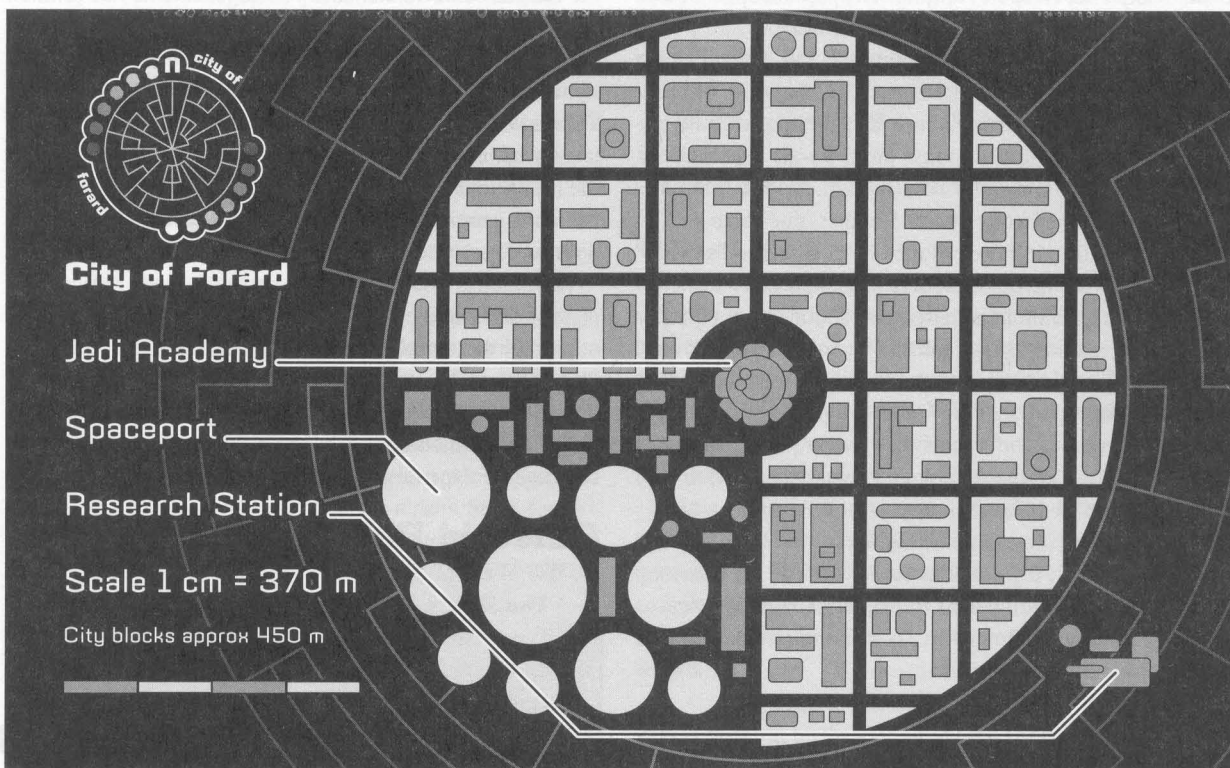 n
city of
forard
City of Forard
Jedi Academy
Spaceport
Research Station
Scale 1 cm = 370 m
City blocks approx 450 m